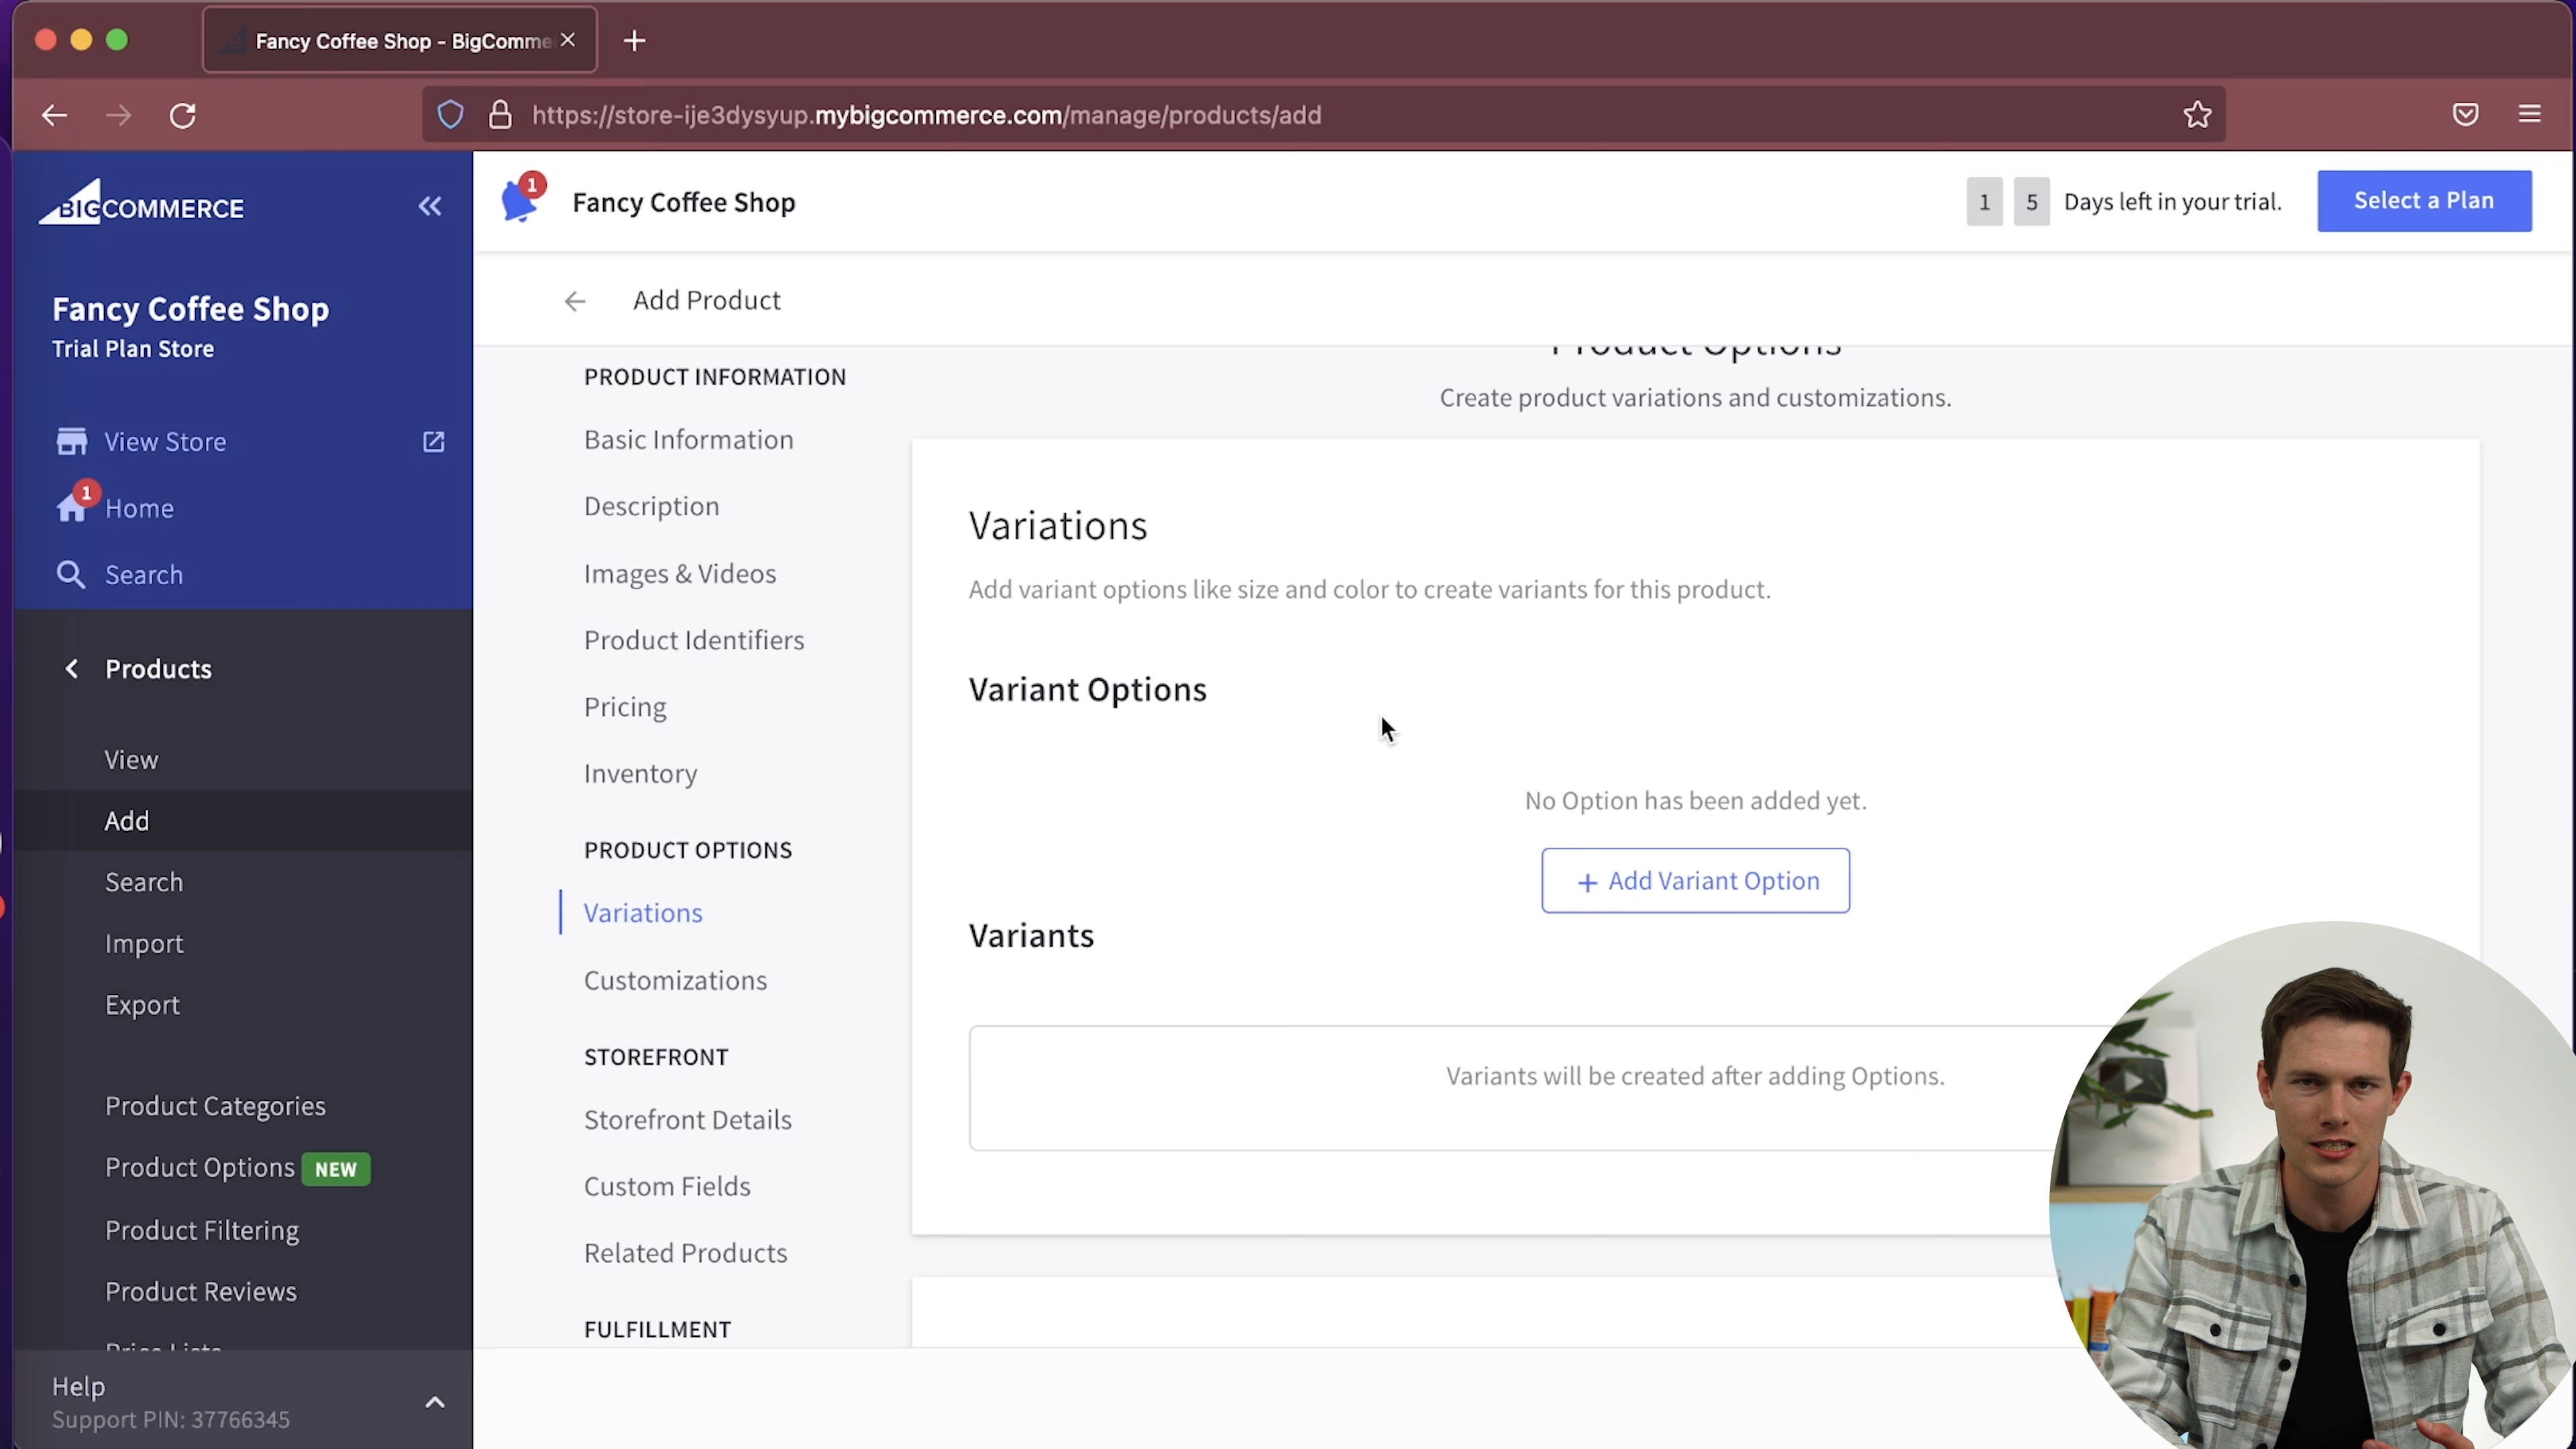 Fancy Coffee Shop - BigComme
https://store-ije3dysyup.mybigcommerce.com/manage/products/add
BIGCOMMERCE
Fancy Coffee Shop
Trial Plan Store
View Store
1
Home
Search
Products
View
Add
Search
Import
Export
Product Categories
Product Options NEW
Product Filtering
Product Reviews
Price Lists
Help
Support PIN: 37766345
1
Fancy Coffee Shop
1 5 Days left in your trial.
Select a Plan
Add Product
PRODUCT INFORMATION
Basic Information
Description
Images & Videos
Product Identifiers
Pricing
Inventory
PRODUCT OPTIONS
Variations
Customizations
STOREFRONT
Storefront Details
Custom Fields
Related Products
FULFILLMENT
Product Options
Create product variations and customizations.
Variations
Add variant options like size and color to create variants for this product.
Variant Options
No Option has been added yet.
+ Add Variant Option
Variants
Variants will be created after adding Options.